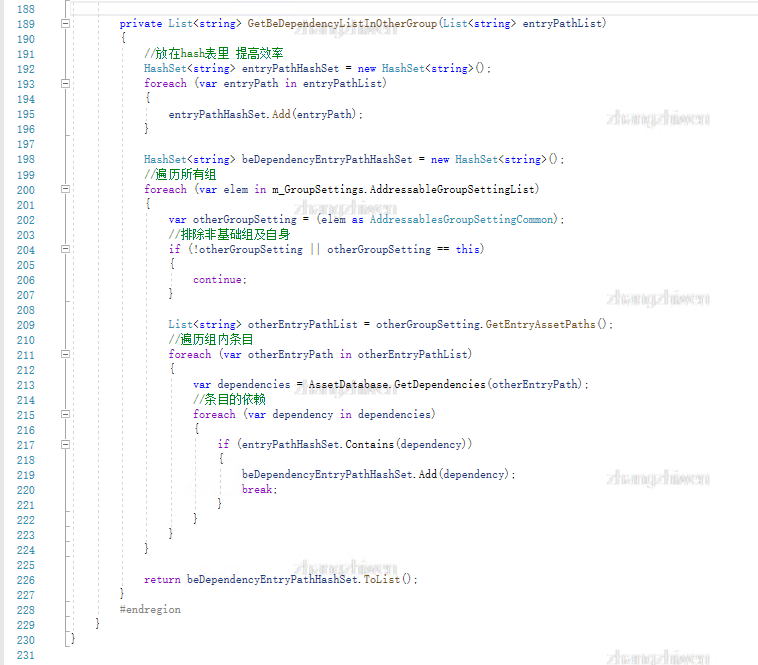 188
189 private List<string> GetBeDependencyListInOtherGroup(List<string> entryPathList)
190 {
191 //放在hash表里 提高效率
192 HashSet<string> entryPathHashSet = new HashSet<string>();
193 foreach (var entryPath in entryPathList)
194 {
195 entryPathHashSet.Add(entryPath);
196 }
197
198 HashSet<string> beDependencyEntryPathHashSet = new HashSet<string>();
199 //遍历所有组
200 foreach (var elem in m_GroupSettings.AddressableGroupSettingList)
201 {
202 var otherGroupSetting = (elem as AddressablesGroupSettingCommon);
203 //排除非基础组及自身
204 if (!otherGroupSetting || otherGroupSetting == this)
205 {
206 continue;
207 }
208
209 List<string> otherEntryPathList = otherGroupSetting.GetEntryAssetPaths();
210 //遍历组内条目
211 foreach (var otherEntryPath in otherEntryPathList)
212 {
213 var dependencies = AssetDatabase.GetDependencies(otherEntryPath);
214 //条目的依赖
215 foreach (var dependency in dependencies)
216 {
217 if (entryPathHashSet.Contains(dependency))
218 {
219 beDependencyEntryPathHashSet.Add(dependency);
220 break;
221 }
222 }
223 }
224 }
225
226 return beDependencyEntryPathHashSet.ToList();
227 }
228 #endregion
229 }
230 }
231
zhangzhiwen
zhangzhiwen
zhangzhiwen
zhangzhiwen
zhangzhiwen
zhangzhiwen
zhangzhiwen
zhangzhiwen